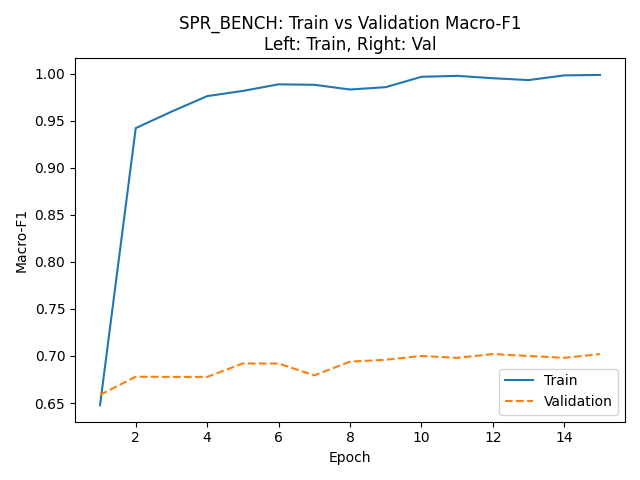 SPR_BENCH: Train vs Validation Macro-F1
Left: Train, Right: Val
Macro-F1
1.00
0.95
0.90
0.85
0.80
0.75
0.70
0.65
Train
Validation
2 4 6 8 10 12 14
Epoch